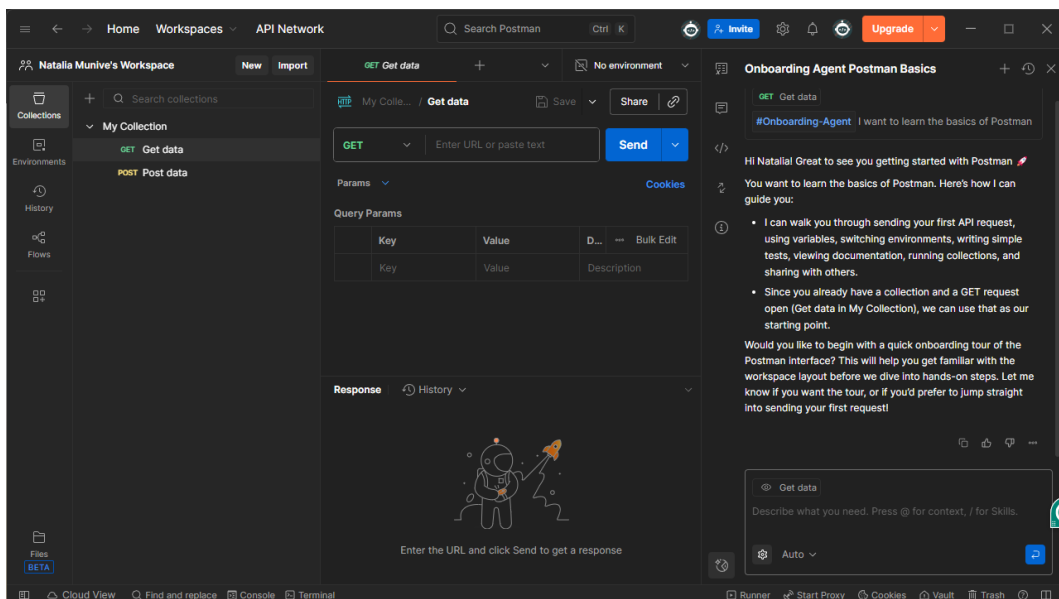 Home Workspaces API Network Search Postman Ctrl K Invite Upgrade
Natalia Munive's Workspace New Import
GET Get data No environment
Collections
Search collections
My Collection
GET Get data
POST Post data
Environments
History
Flows
Files
BETA
HTTP My Colle... / Get data Save Share
GET Enter URL or paste text Send
Params Cookies
Query Params
Key Value D... Bulk Edit
Key Value Description
Response History
Enter the URL and click Send to get a response
Onboarding Agent Postman Basics
GET Get data
#Onboarding-Agent I want to learn the basics of Postman
Hi Natalia! Great to see you getting started with Postman 🚀
You want to learn the basics of Postman. Here's how I can
guide you:
• I can walk you through sending your first API request,
using variables, switching environments, writing simple
tests, viewing documentation, running collections, and
sharing with others.
• Since you already have a collection and a GET request
open (Get data in My Collection), we can use that as our
starting point.
Would you like to begin with a quick onboarding tour of the
Postman interface? This will help you get familiar with the
workspace layout before we dive into hands-on steps. Let me
know if you want the tour, or if you'd prefer to jump straight
into sending your first request!
Get data
Describe what you need. Press @ for context, / for Skills.
Auto
Cloud View Find and replace Console Terminal Runner Start Proxy Cookies Vault Trash